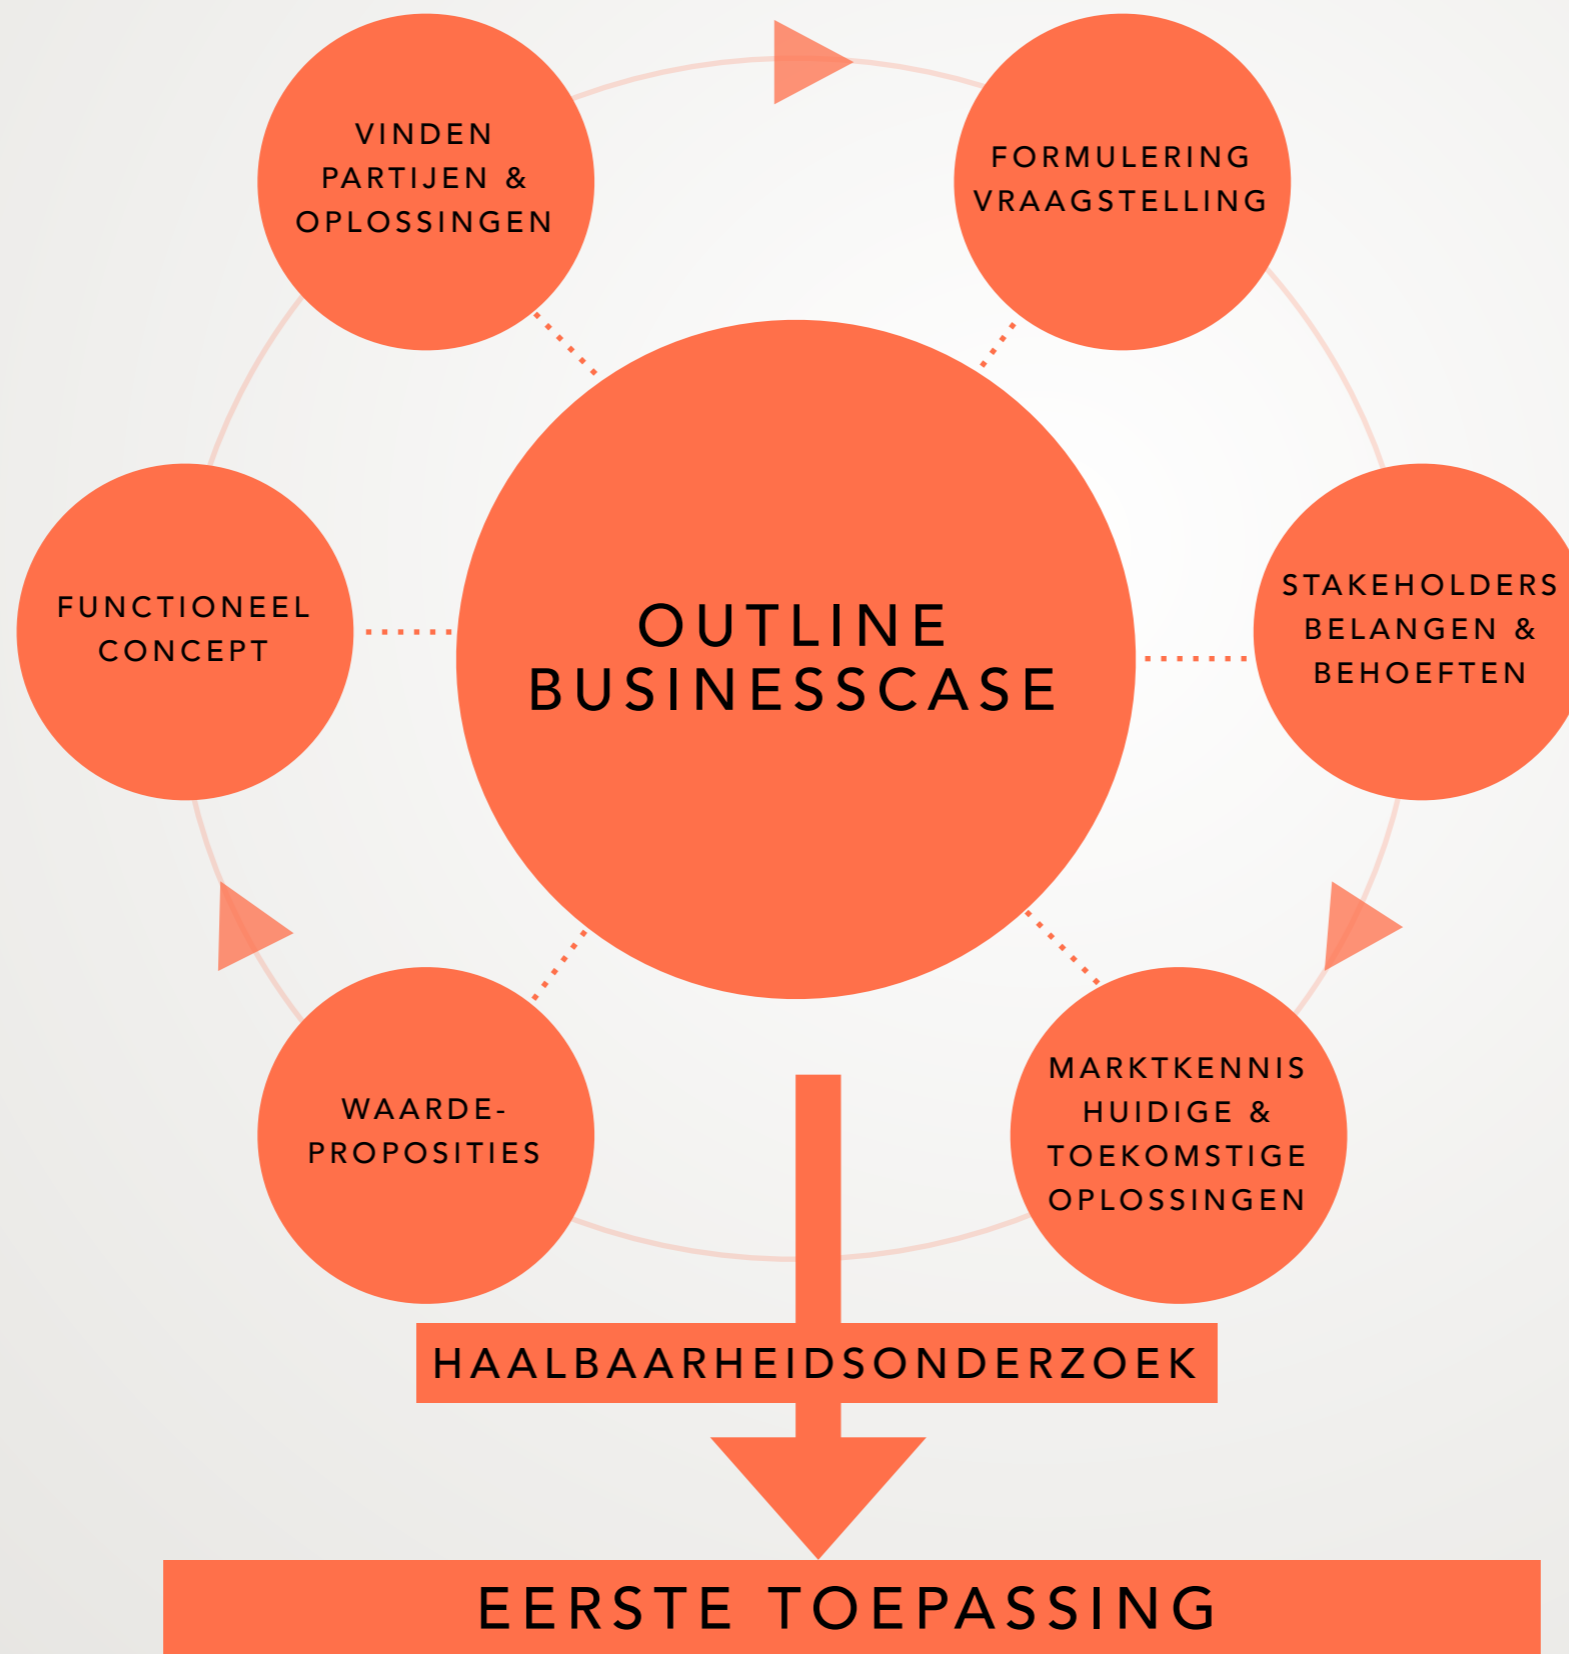 VINDEN
PARTIJEN &
OPLOSSINGEN
FORMULERING
VRAAGSTELLING
FUNCTIONEEL
CONCEPT
OUTLINE
BUSINESSCASE
STAKEHOLDERS
BELANGEN &
BEHOEFTEN
WAARDE-
PROPOSITIES
MARKTKENNIS
HUIDIGE &
TOEKOMSTIGE
OPLOSSINGEN
HAALBAARHEIDSONDERZOEK
EERSTE TOEPASSING